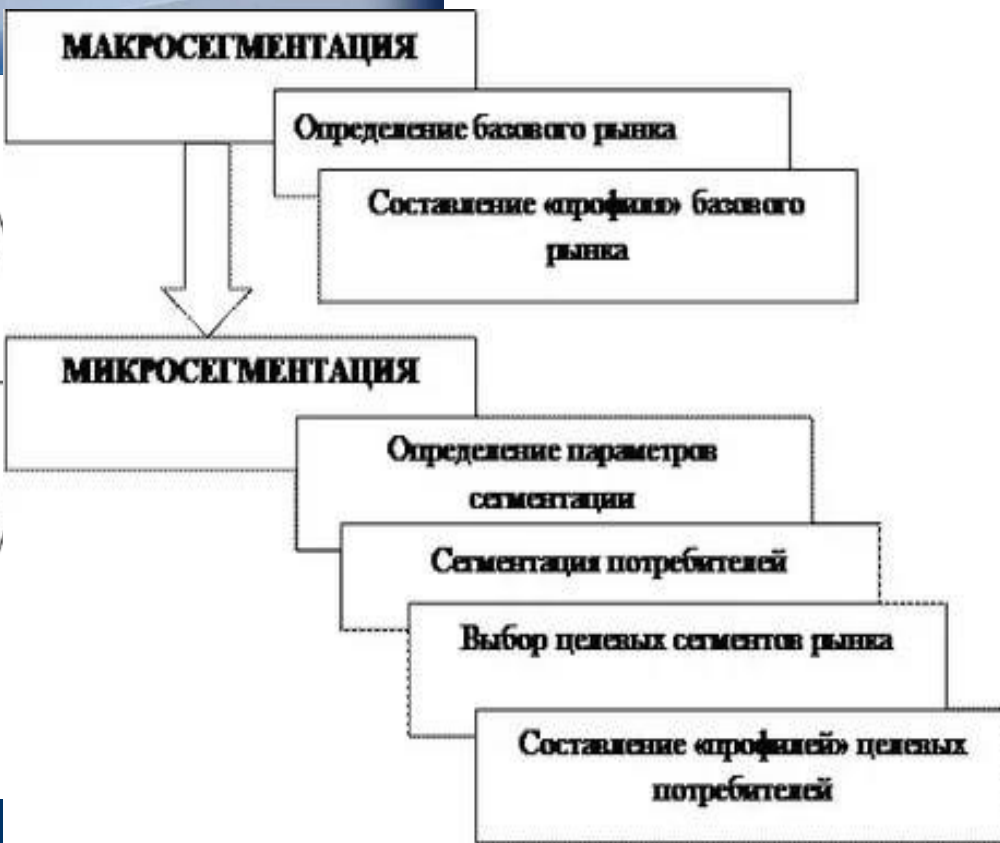 МАКРОСЕГМЕНТАЦИЯ
Определение базового рынка
Составление «профиля» базового
рынка
МИКРОСЕГМЕНТАЦИЯ
Определение параметров
сегментации
Сегментация потребителей
Выбор целевых сегментов рынка
Составление «профилей» целевых
потребителей